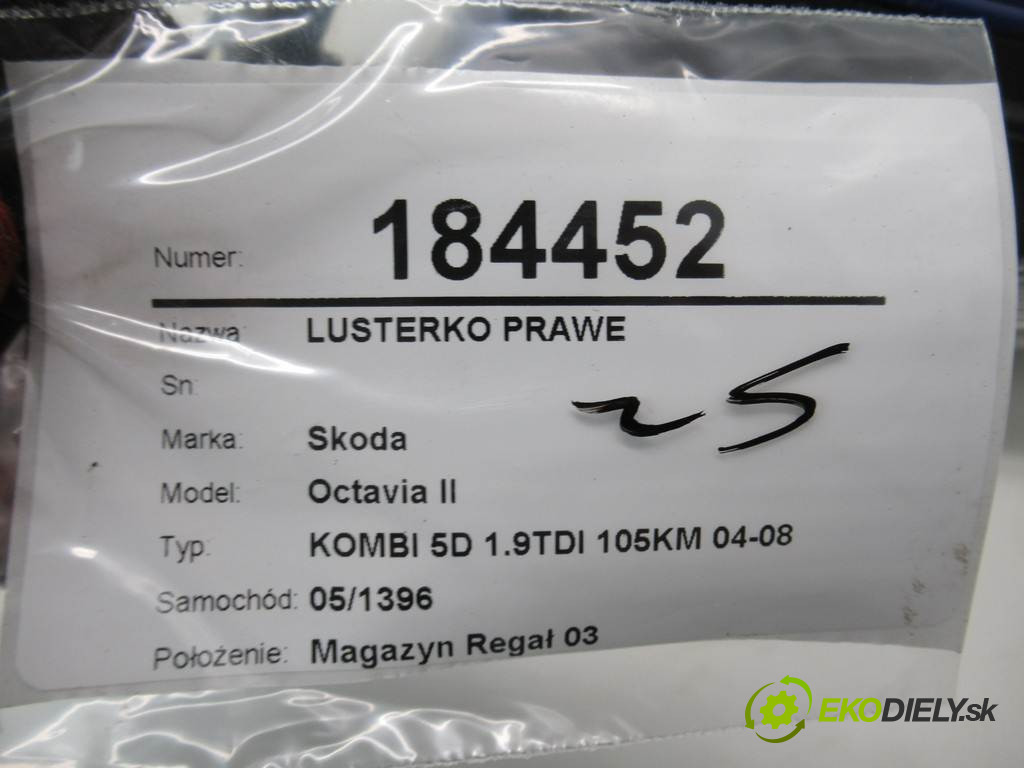 Numer: 184452
Nazwa LUSTERKO PRAWE
Sn:
25
Marka: Skoda
Model: Octavia II
Typ: KOMBI 5D 1.9TDI 105KM 04-08
Samochód: 05/1396
Położenie: Magazyn Regał 03
EKODIELY.sk